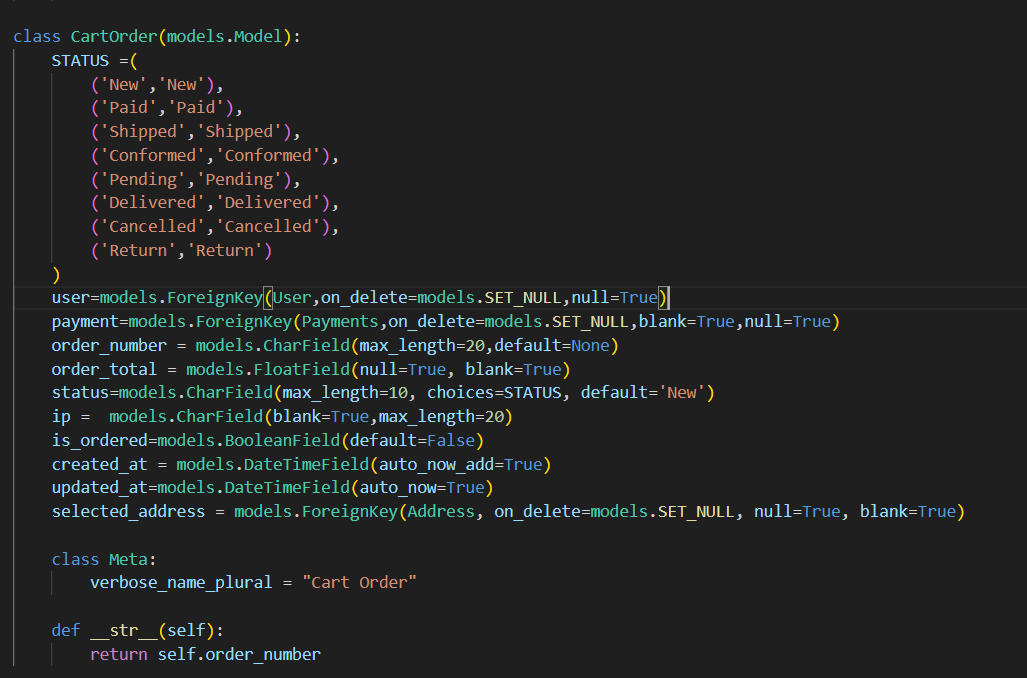 class CartOrder(models.Model):
    STATUS =(
        ('New','New'),
        ('Paid','Paid'),
        ('Shipped','Shipped'),
        ('Conformed','Conformed'),
        ('Pending','Pending'),
        ('Delivered','Delivered'),
        ('Cancelled','Cancelled'),
        ('Return','Return')
    )
    user=models.ForeignKey(User,on_delete=models.SET_NULL,null=True)
    payment=models.ForeignKey(Payments,on_delete=models.SET_NULL,blank=True,null=True)
    order_number = models.CharField(max_length=20,default=None)
    order_total = models.FloatField(null=True, blank=True)
    status=models.CharField(max_length=10, choices=STATUS, default='New')
    ip =  models.CharField(blank=True,max_length=20)
    is_ordered=models.BooleanField(default=False)
    created_at = models.DateTimeField(auto_now_add=True)
    updated_at=models.DateTimeField(auto_now=True)
    selected_address = models.ForeignKey(Address, on_delete=models.SET_NULL, null=True, blank=True)

    class Meta:
        verbose_name_plural = "Cart Order"

    def __str__(self):
        return self.order_number